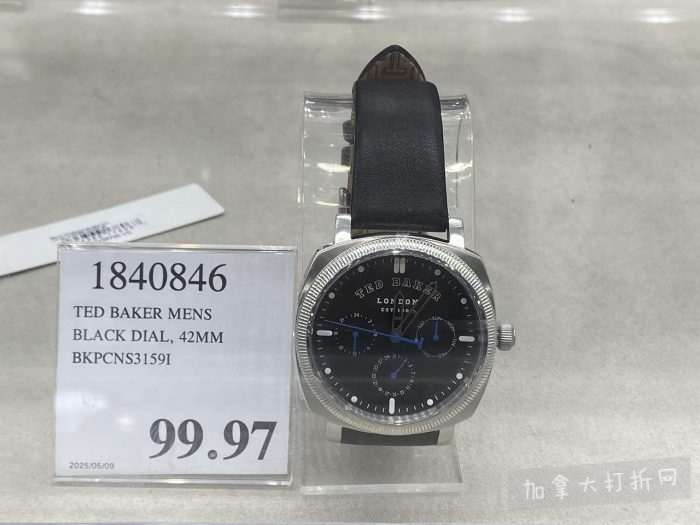 1840846
TED BAKER MENS
BLACK DIAL, 42MM
BKPCNS3159I
99.97
2025/05/09
TED BAKER
LONDON
加拿大打折网